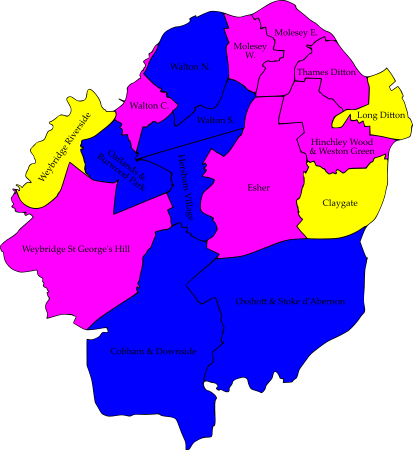 Molesey E.
Molesey
W.
Walton N.
Thames Ditton
Walton C.
Long Ditton
Walton S.
Weybridge Riverside
Hinchley Wood
& Weston Green
Oatlands &
Burwood Park
Hersham Village
Esher
Claygate
Weybridge St George's Hill
Oxshott & Stoke d'Abernon
Cobham & Downside